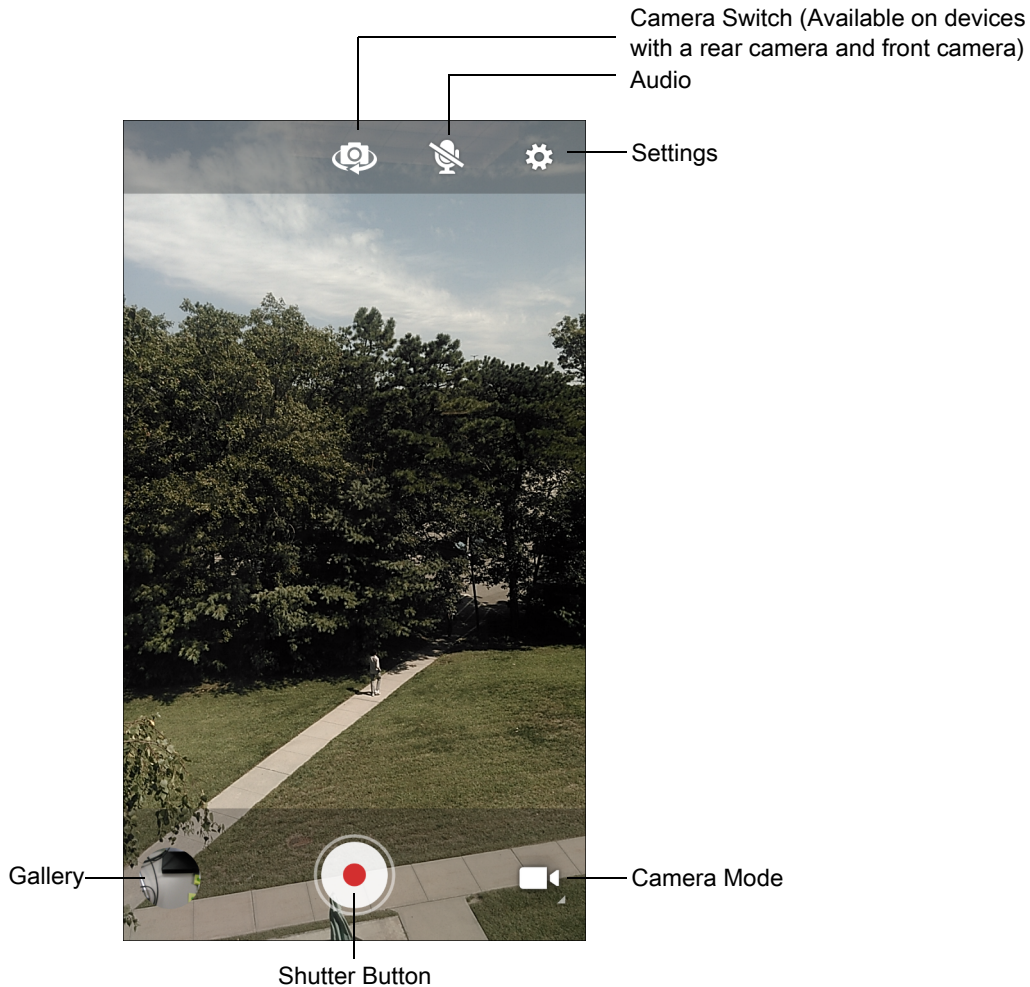 Camera Switch (Available on devices
with a rear camera and front camera)
Audio
Settings
Gallery
Camera Mode
Shutter Button